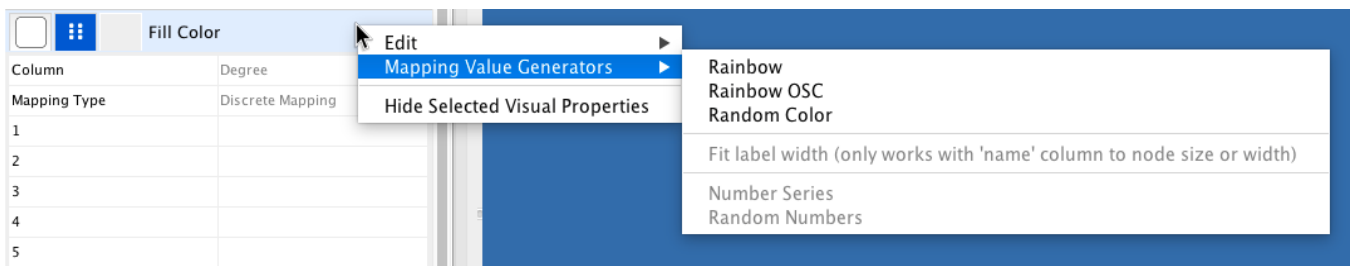 Fill Color
Edit
Mapping Value Generators
Hide Selected Visual Properties
Rainbow
Rainbow OSC
Random Color
Fit label width (only works with 'name' column to node size or width)
Number Series
Random Numbers
Column Degree
Mapping Type Discrete Mapping
1
2
3
4
5